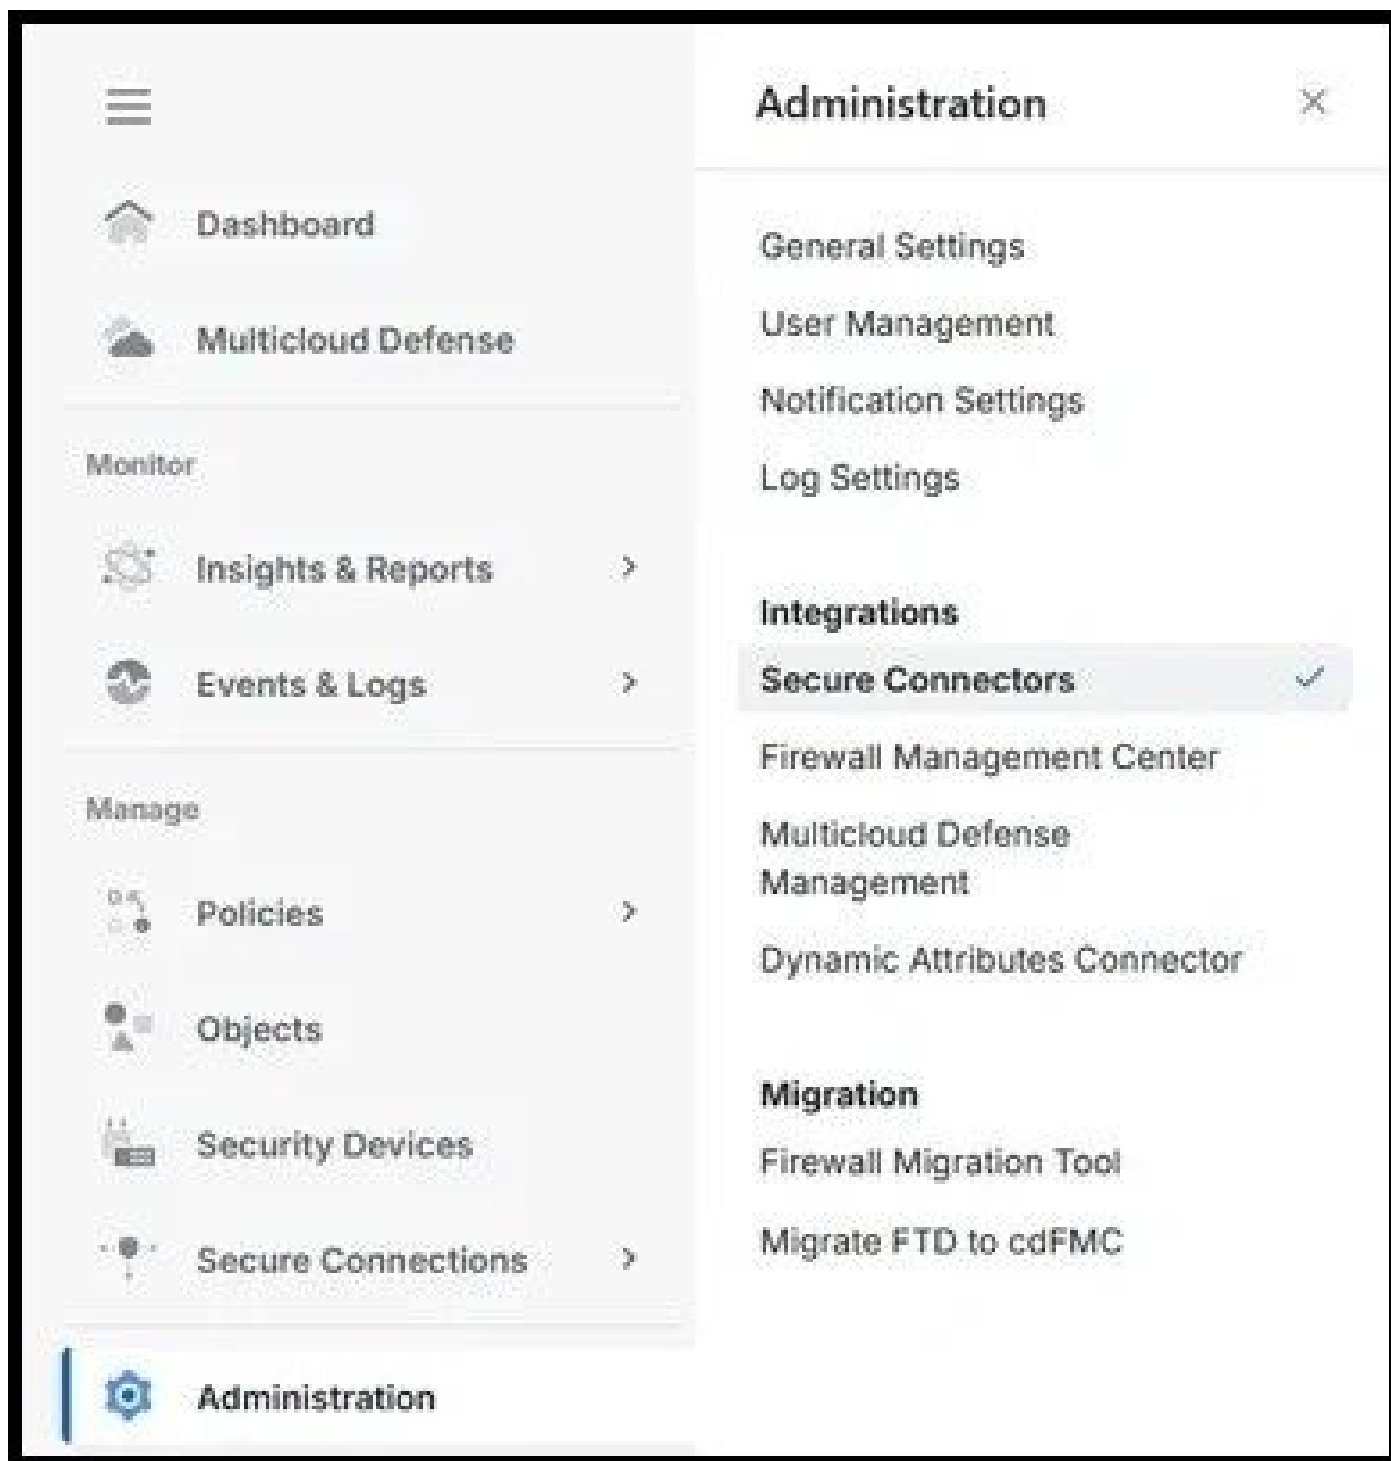 Dashboard
Multicloud Defense
Monitor
Insights & Reports
Events & Logs
Manage
Policies
Objects
Security Devices
Secure Connections
Administration
Administration
General Settings
User Management
Notification Settings
Log Settings
Integrations
Secure Connectors
Firewall Management Center
Multicloud Defense
Management
Dynamic Attributes Connector
Migration
Firewall Migration Tool
Migrate FTD to cdFMC